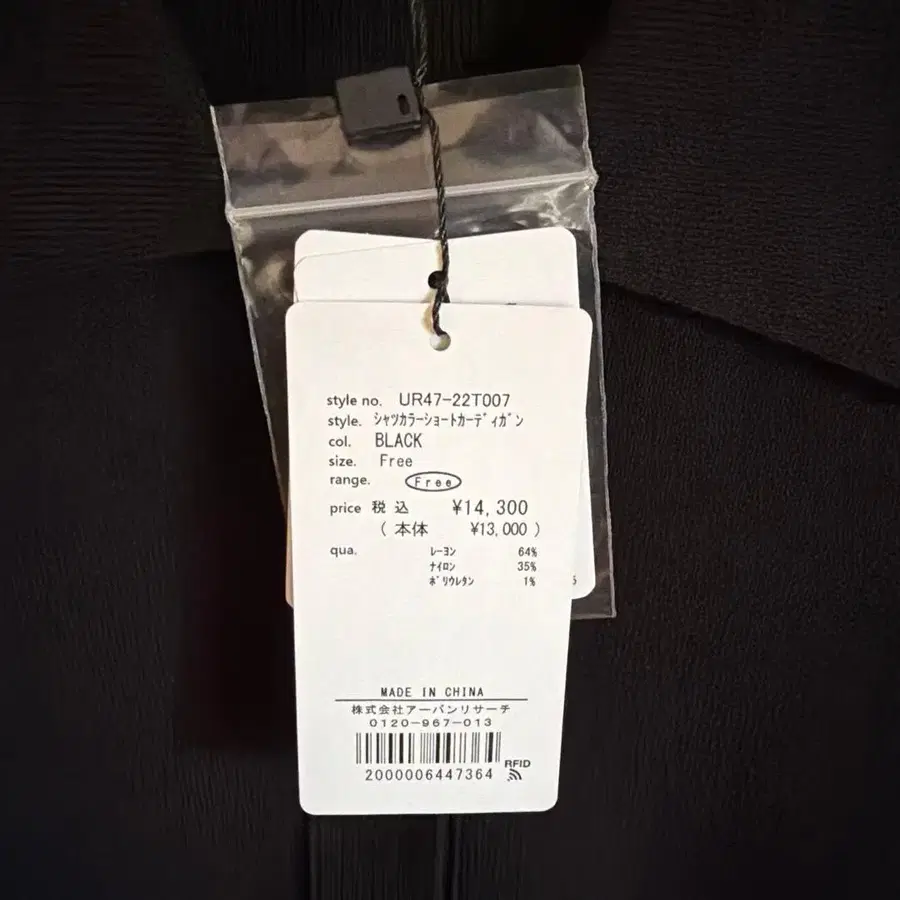 style no. UR47-22T007
style. ｼｬﾂｶﾗｰｼｮｰﾄｶｰﾃﾞｨｶﾞﾝ
col. BLACK
size. Free
range. Free
price 税込 ¥14,300
( 本体 ¥13,000 )
qua. ﾚｰﾖﾝ 64%
ﾅｲﾛﾝ 35%
ﾎﾟﾘｳﾚﾀﾝ 1%
MADE IN CHINA
株式会社アーバンリサーチ
0120-967-013
RFID
2000006447364